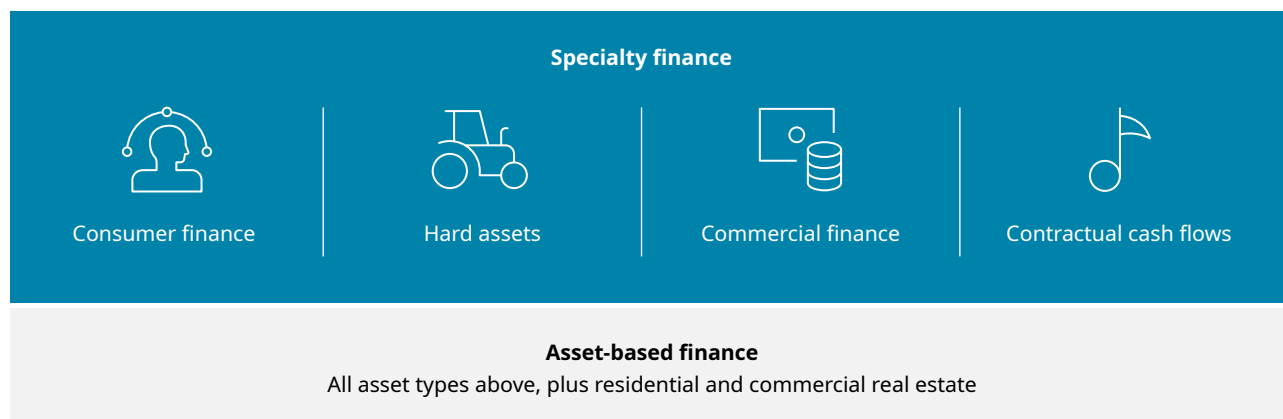 Specialty finance
Consumer finance
Hard assets
Commercial finance
Contractual cash flows
Asset-based finance
All asset types above, plus residential and commercial real estate